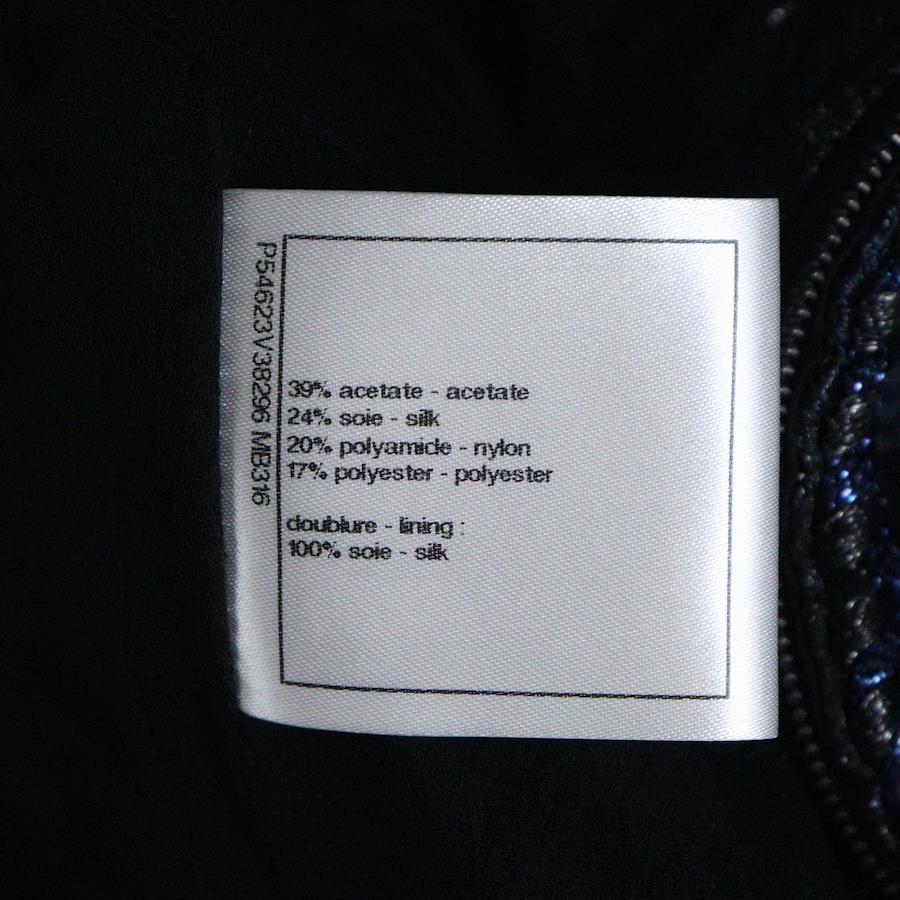 P54623V38296 MB316
39% acetate - acetate
24% soie - silk
20% polyamide - nylon
17% polyester - polyester
doublure - lining :
100% soie - silk